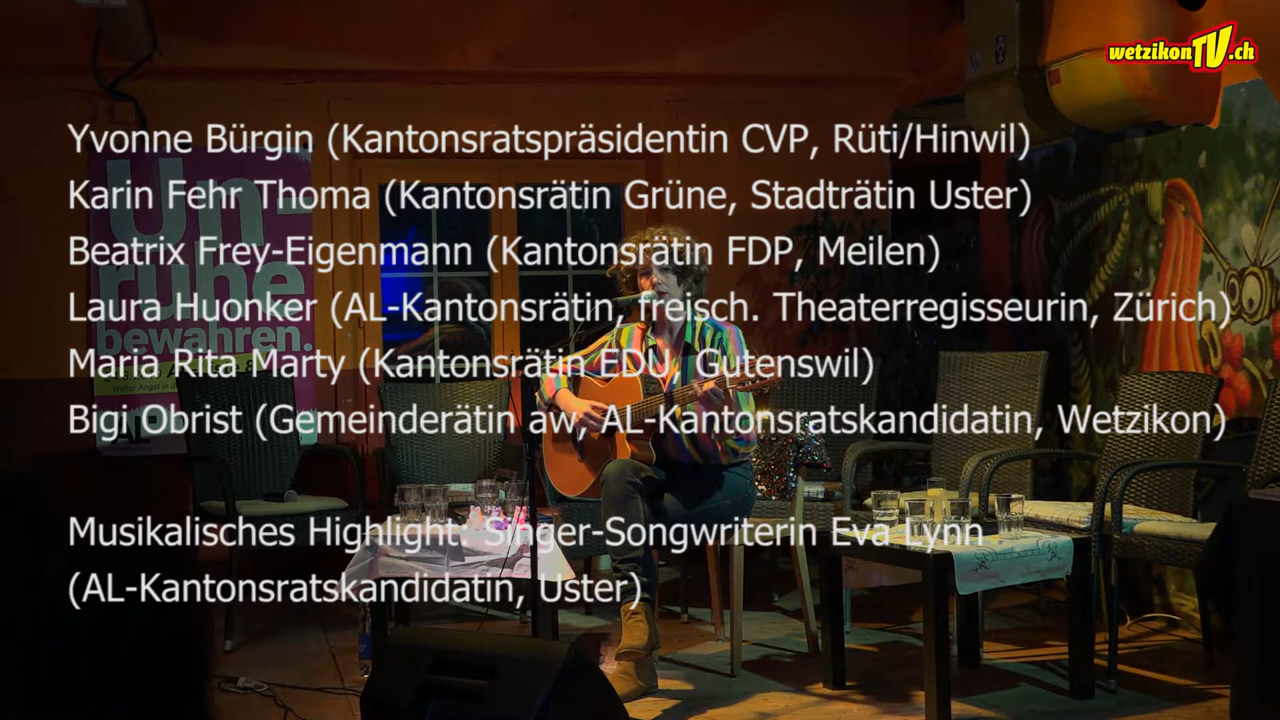 wetzikonTV.ch
Yvonne Bürgin (Kantonsratspräsidentin CVP, Rüti/Hinwil)
Karin Fehr Thoma (Kantonsrätin Grüne, Stadträtin Uster)
Beatrix Frey-Eigenmann (Kantonsrätin FDP, Meilen)
Laura Huonker (AL-Kantonsrätin, freisch. Theaterregisseurin, Zürich)
Maria Rita Marty (Kantonsrätin EDU, Gutenswil)
Bigi Obrist (Gemeinderätin aw, AL-Kantonsratskandidatin, Wetzikon)
Musikalisches Highlight: Singer-Songwriterin Eva Lynn
(AL-Kantonsratskandidatin, Uster)
Un-
ruhe
bewahren.